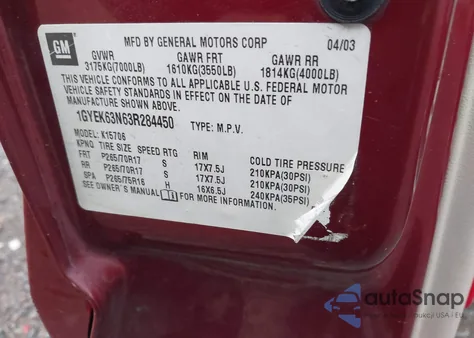 GM
MFD BY GENERAL MOTORS CORP 04/03
GVWR GAWR FRT GAWR RR
3175KG(7000LB) 1610KG(3550LB) 1814KG(4000LB)
THIS VEHICLE CONFORMS TO ALL APPLICABLE U.S. FEDERAL MOTOR
VEHICLE SAFETY STANDARDS IN EFFECT ON THE DATE OF
MANUFACTURE SHOWN ABOVE.
1GYEK63N63R284450 TYPE: M.P.V.
MODEL: K15706
KPNQ TIRE SIZE SPEED RTG RIM COLD TIRE PRESSURE
FRT P265/70R17 S 17X7.5J 210KPA(30PSI)
RR P265/70R17 S 17X7.5J 210KPA(30PSI)
SPA P265/75R16 H 16X6.5J 240KPA(35PSI)
SEE OWNER'S MANUAL FOR MORE INFORMATION.
autoSnap
USA i